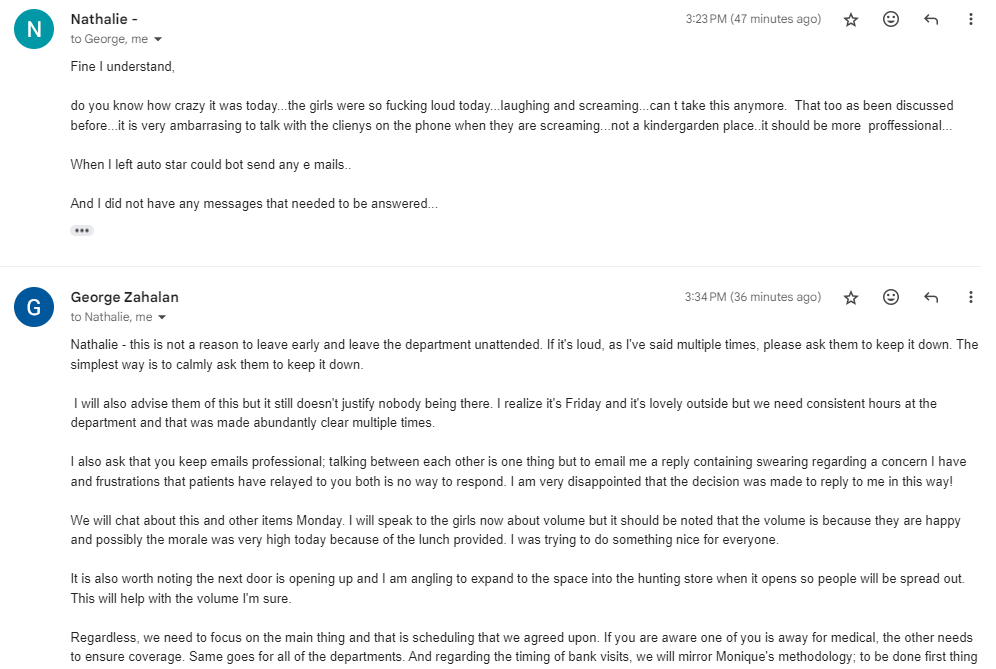 N
Nathalie -
3:23 PM (47 minutes ago)
to George, me
Fine I understand,
do you know how crazy it was today...the girls were so fucking loud today...laughing and screaming...can t take this anymore.  That too as been discussed
before...it is very ambarrasing to talk with the clienys on the phone when they are screaming...not a kindergarden place..it should be more  proffessional...
When I left auto star could bot send any e mails..
And I did not have any messages that needed to be answered...
G
George Zahalan
3:34 PM (36 minutes ago)
to Nathalie, me
Nathalie - this is not a reason to leave early and leave the department unattended. If it's loud, as I've said multiple times, please ask them to keep it down. The
simplest way is to calmly ask them to keep it down.
I will also advise them of this but it still doesn't justify nobody being there. I realize it's Friday and it's lovely outside but we need consistent hours at the
department and that was made abundantly clear multiple times.
I also ask that you keep emails professional; talking between each other is one thing but to email me a reply containing swearing regarding a concern I have
and frustrations that patients have relayed to you both is no way to respond. I am very disappointed that the decision was made to reply to me in this way!
We will chat about this and other items Monday. I will speak to the girls now about volume but it should be noted that the volume is because they are happy
and possibly the morale was very high today because of the lunch provided. I was trying to do something nice for everyone.
It is also worth noting the next door is opening up and I am angling to expand to the space into the hunting store when it opens so people will be spread out.
This will help with the volume I'm sure.
Regardless, we need to focus on the main thing and that is scheduling that we agreed upon. If you are aware one of you is away for medical, the other needs
to ensure coverage. Same goes for all of the departments. And regarding the timing of bank visits, we will mirror Monique's methodology; to be done first thing